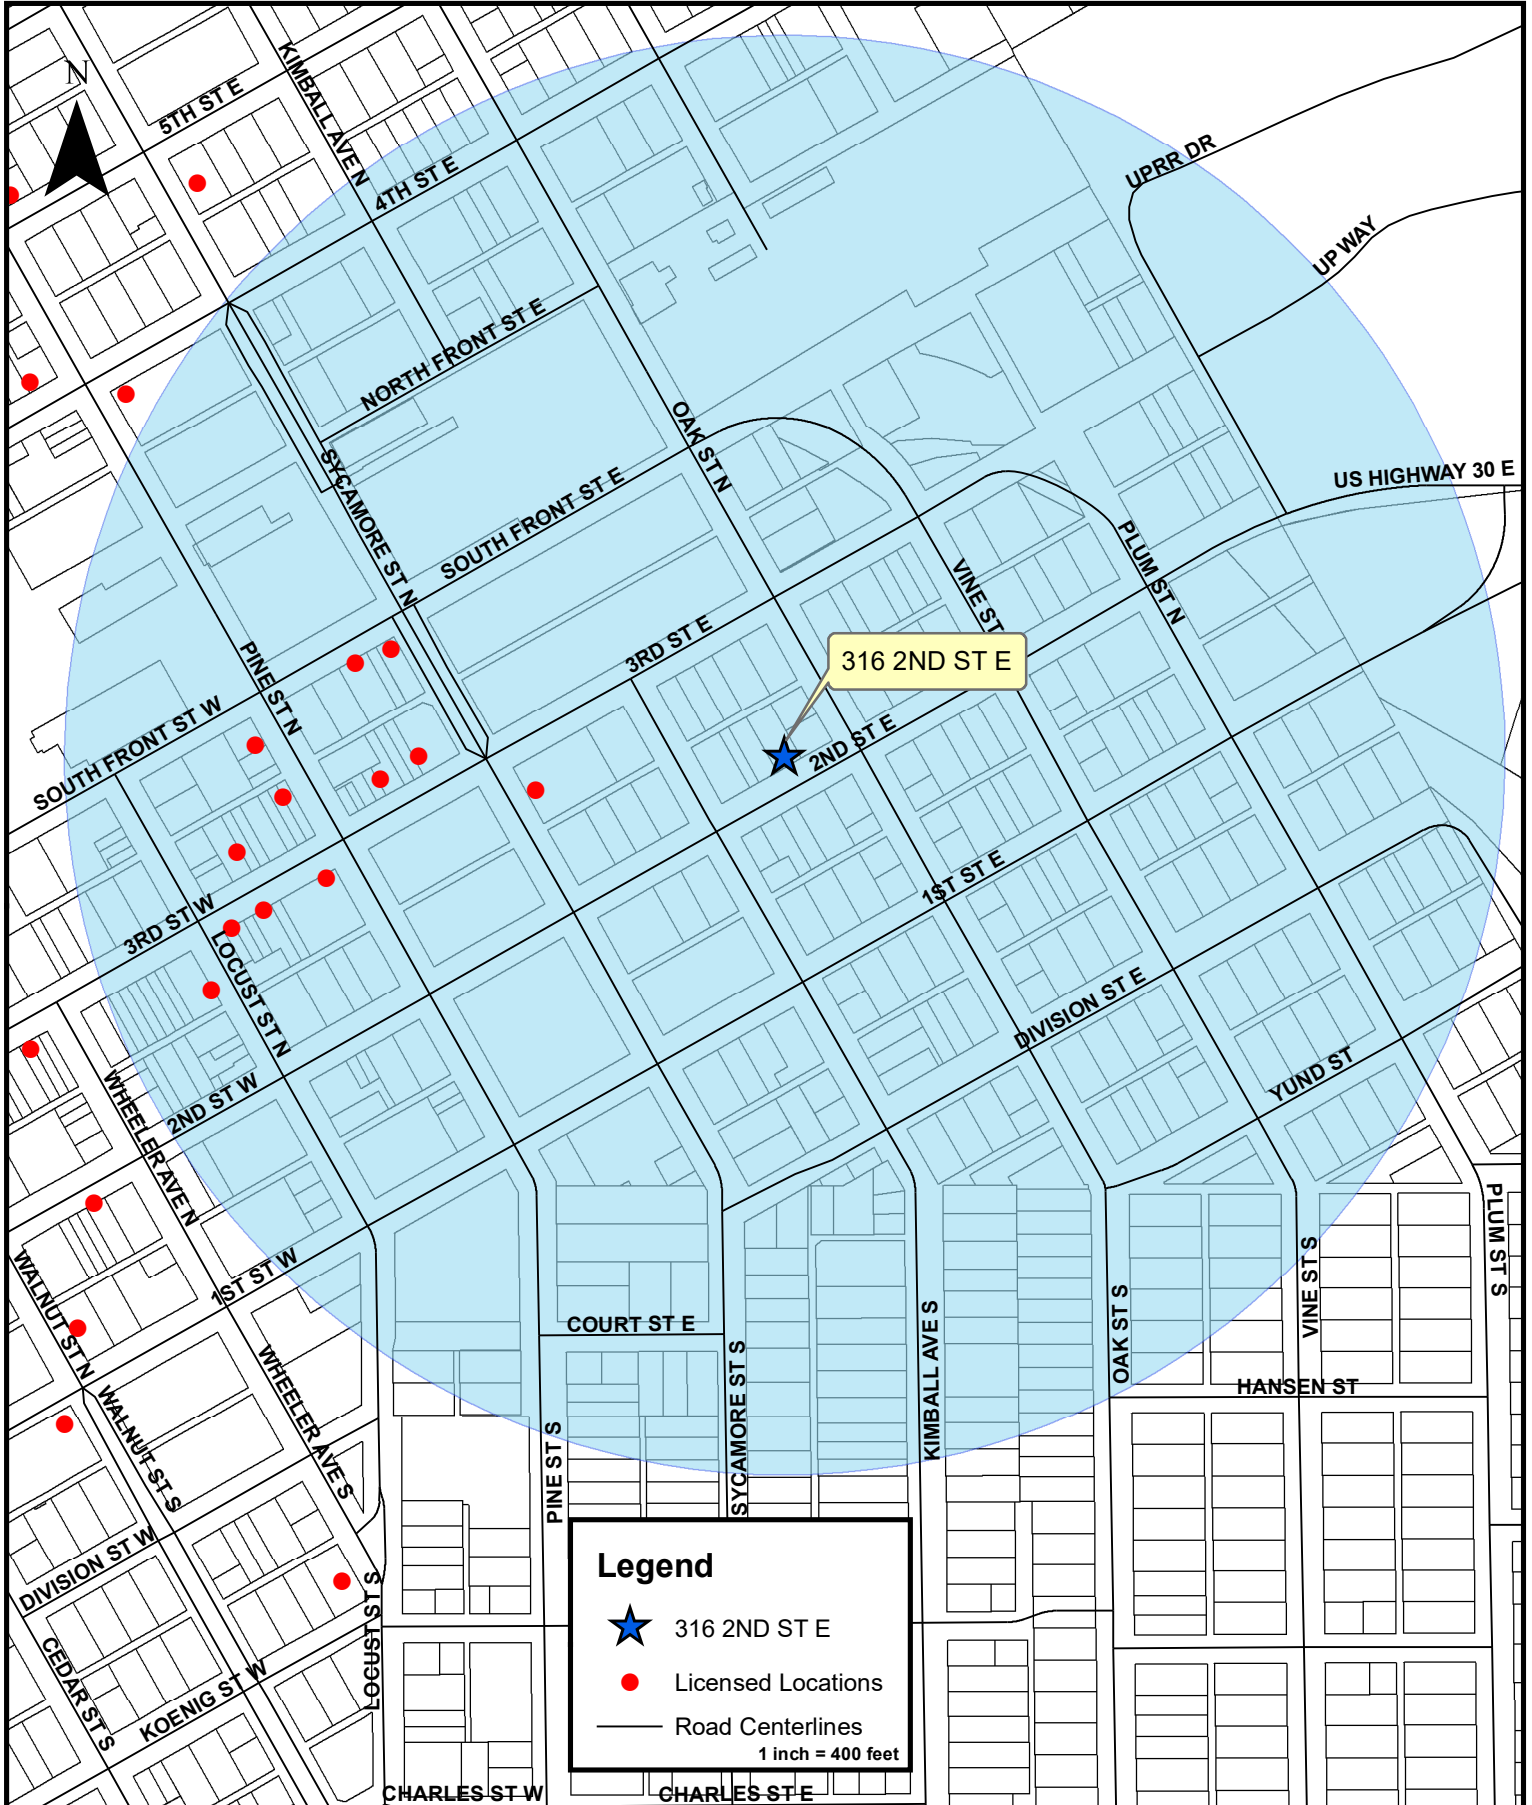 N
KIMBALL AVE N
5TH ST E
4TH ST E
UPRR DR
UP WAY
NORTH FRONT ST E
OAK ST N
SYCAMORE ST N
SOUTH FRONT ST E
US HIGHWAY 30 E
PLUM ST N
VINE ST
3RD ST E
316 2ND ST E
PINE ST N
SOUTH FRONT ST W
2ND ST E
1ST ST E
3RD ST W
LOCUST ST N
DIVISION ST E
YUND ST
WHEELER AVE N
2ND ST W
PLUM ST S
1ST ST W
WALNUT ST N
VINE ST S
COURT ST E
OAK ST S
KIMBALL AVE S
SYCAMORE ST S
HANSEN ST
WHEELER AVE S
WALNUT ST S
PINE ST S
DIVISION ST W
LOCUST ST S
CEDAR ST S
KOENIG ST W
Legend
316 2ND ST E
Licensed Locations
Road Centerlines
1 inch = 400 feet
CHARLES ST W
CHARLES ST E